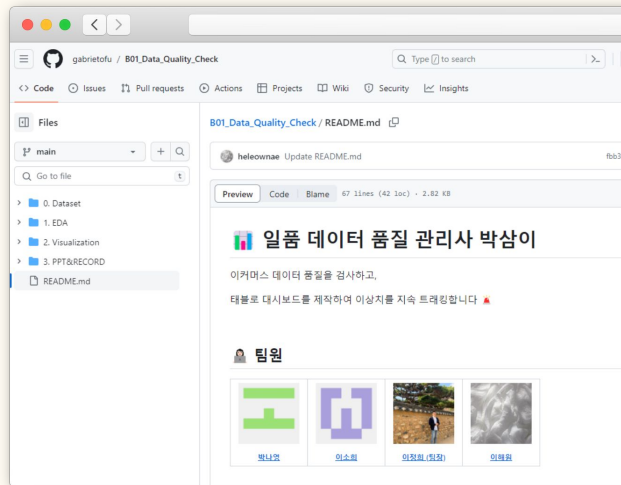 gabrietofu / B01_Data_Quality_Check
Q Type / to search
<> Code
Issues
Pull requests
Actions
Projects
Wiki
Security
Insights
Files
main
Go to file
t
0. Dataset
1. EDA
2. Visualization
3. PPT&RECORD
README.md
B01_Data_Quality_Check / README.md
heleownae Update README.md
fbb3
Preview
Code
Blame
67 lines (42 loc) · 2.82 KB
일품 데이터 품질 관리사 박삼이
이커머스 데이터 품질을 검사하고,
태블로 대시보드를 제작하여 이상치를 지속 트래킹합니다
팀원
박나영
이소희
이정희 (팀장)
이해원